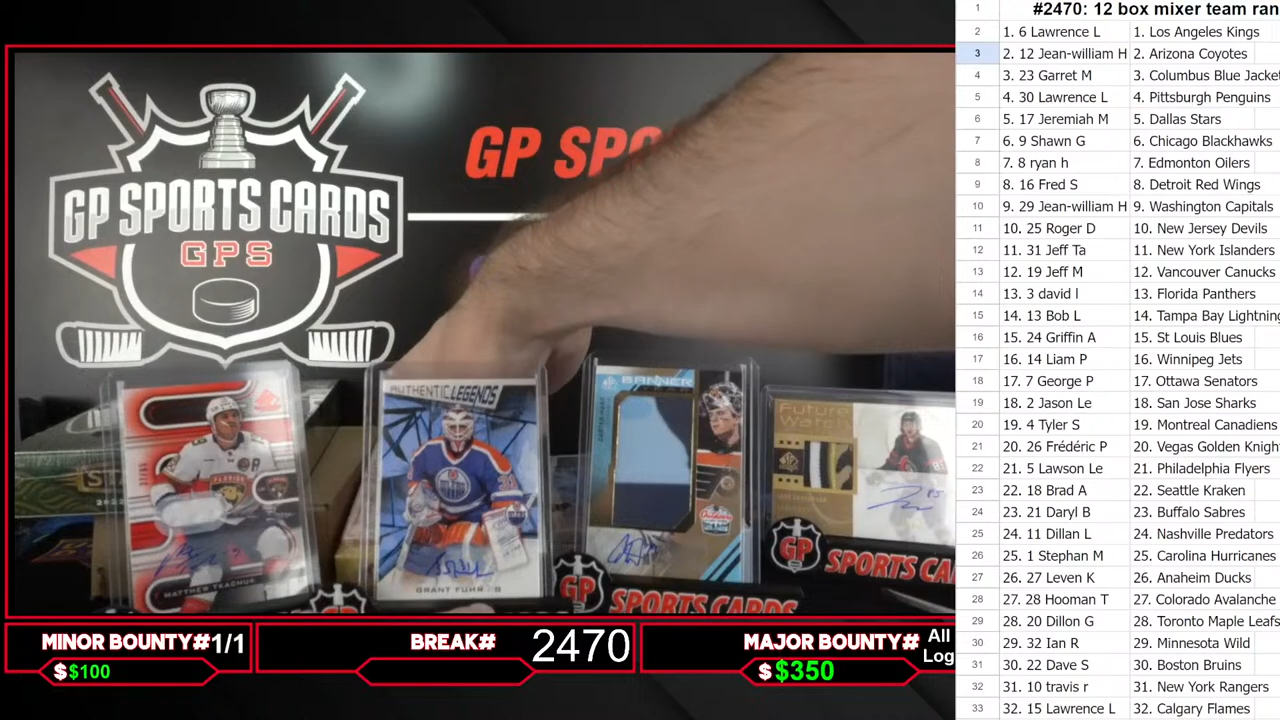 GP SPORTS CARDS
GPS
GP SPO
AUTHENTIC LEGENDS
BANNER
Future
Watch
MATTHEW TKACHUK
GRANT FUHR / G
GP
SPORTS CARDS
GP
SPORTS CA
MINOR BOUNTY# 1/1
$ $100
BREAK# 2470
MAJOR BOUNTY# All
Log
$ $350
1 #2470: 12 box mixer team ran
2 1. 6 Lawrence L 1. Los Angeles Kings
3 2. 12 Jean-william H 2. Arizona Coyotes
4 3. 23 Garret M 3. Columbus Blue Jacket
5 4. 30 Lawrence L 4. Pittsburgh Penguins
6 5. 17 Jeremiah M 5. Dallas Stars
7 6. 9 Shawn G 6. Chicago Blackhawks
8 7. 8 ryan h 7. Edmonton Oilers
9 8. 16 Fred S 8. Detroit Red Wings
10 9. 29 Jean-william H 9. Washington Capitals
11 10. 25 Roger D 10. New Jersey Devils
12 11. 31 Jeff Ta 11. New York Islanders
13 12. 19 Jeff M 12. Vancouver Canucks
14 13. 3 david l 13. Florida Panthers
15 14. 13 Bob L 14. Tampa Bay Lightning
16 15. 24 Griffin A 15. St Louis Blues
17 16. 14 Liam P 16. Winnipeg Jets
18 17. 7 George P 17. Ottawa Senators
19 18. 2 Jason Le 18. San Jose Sharks
20 19. 4 Tyler S 19. Montreal Canadiens
21 20. 26 Frédéric P 20. Vegas Golden Knigh
22 21. 5 Lawson Le 21. Philadelphia Flyers
23 22. 18 Brad A 22. Seattle Kraken
24 23. 21 Daryl B 23. Buffalo Sabres
25 24. 11 Dillan L 24. Nashville Predators
26 25. 1 Stephan M 25. Carolina Hurricanes
27 26. 27 Leven K 26. Anaheim Ducks
28 27. 28 Hooman T 27. Colorado Avalanche
29 28. 20 Dillon G 28. Toronto Maple Leafs
30 29. 32 Ian R 29. Minnesota Wild
31 30. 22 Dave S 30. Boston Bruins
32 31. 10 travis r 31. New York Rangers
33 32. 15 Lawrence L 32. Calgary Flames